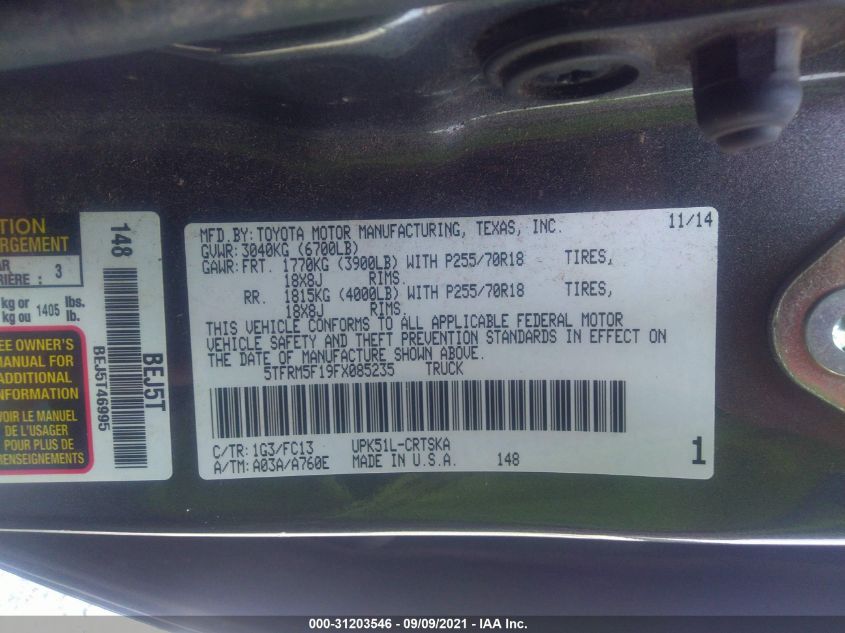 TION
RGEMENT
AR
RIÈRE : 3
kg or 1405 lbs.
kg ou lb.
EE OWNER'S
MANUAL FOR
ADDITIONAL
INFORMATION
OIR LE MANUEL
DE L'USAGER
POUR PLUS DE
RENSEIGNEMENTS
148
BEJ5T
BEJ5T46995
MFD.BY:TOYOTA MOTOR MANUFACTURING, TEXAS, INC. 11/14
GVWR:3040KG (6700LB)
GAWR:FRT. 1770KG (3900LB) WITH P255/70R18 TIRES,
18X8J RIMS.
RR. 1815KG (4000LB) WITH P255/70R18 TIRES,
18X8J RIMS.
THIS VEHICLE CONFORMS TO ALL APPLICABLE FEDERAL MOTOR
VEHICLE SAFETY AND THEFT PREVENTION STANDARDS IN EFFECT ON
THE DATE OF MANUFACTURE SHOWN ABOVE.
5TFRM5F19FX085235 TRUCK
C/TR:1G3/FC13 UPK51L-CRTSKA
A/TM:A03A/A760E MADE IN U.S.A. 148 1
000-31203546 - 09/09/2021 - IAA Inc.